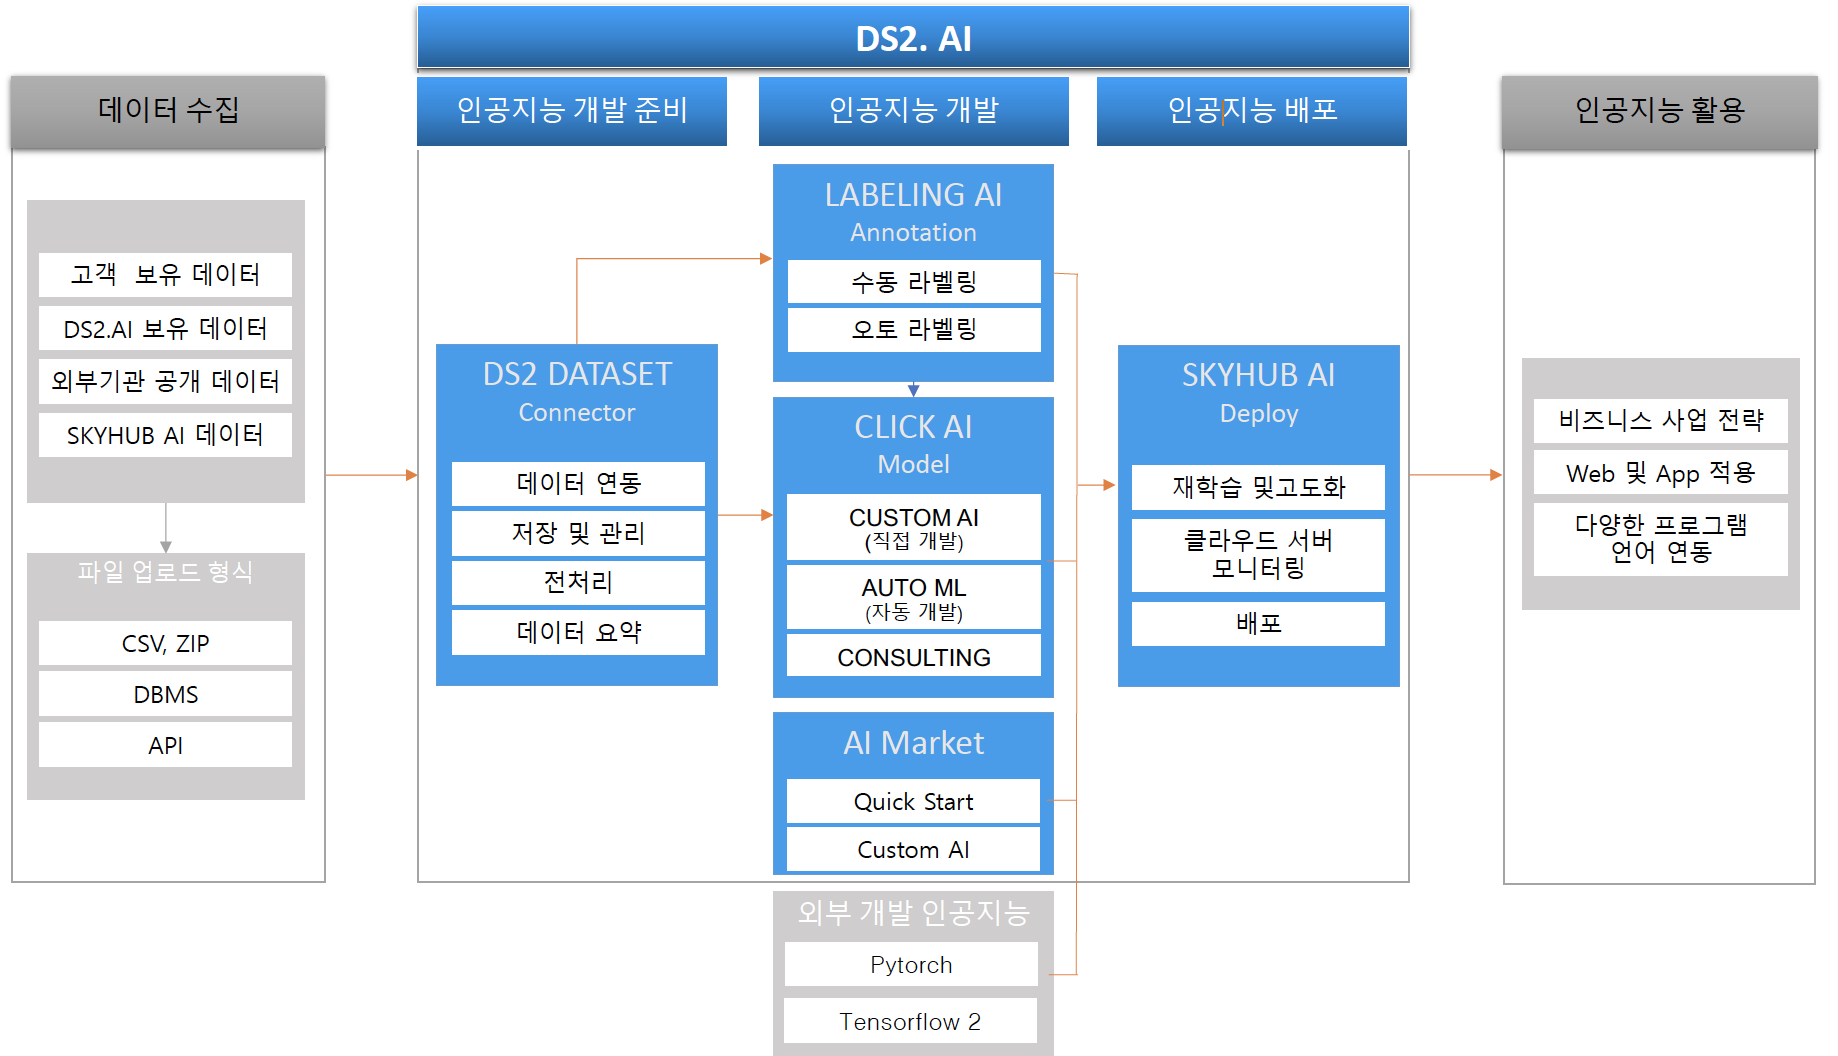 DS2. AI
데이터 수집
고객 보유 데이터
DS2.AI 보유 데이터
외부기관 공개 데이터
SKYHUB AI 데이터
파일 업로드 형식
CSV, ZIP
DBMS
API
인공지능 개발 준비
DS2 DATASET
Connector
데이터 연동
저장 및 관리
전처리
데이터 요약
인공지능 개발
LABELING AI
Annotation
수동 라벨링
오토 라벨링
CLICK AI
Model
CUSTOM AI
(직접 개발)
AUTO ML
(자동 개발)
CONSULTING
AI Market
Quick Start
Custom AI
외부 개발 인공지능
Pytorch
Tensorflow 2
인공지능 배포
SKYHUB AI
Deploy
재학습 및고도화
클라우드 서버
모니터링
배포
인공지능 활용
비즈니스 사업 전략
Web 및 App 적용
다양한 프로그램
언어 연동